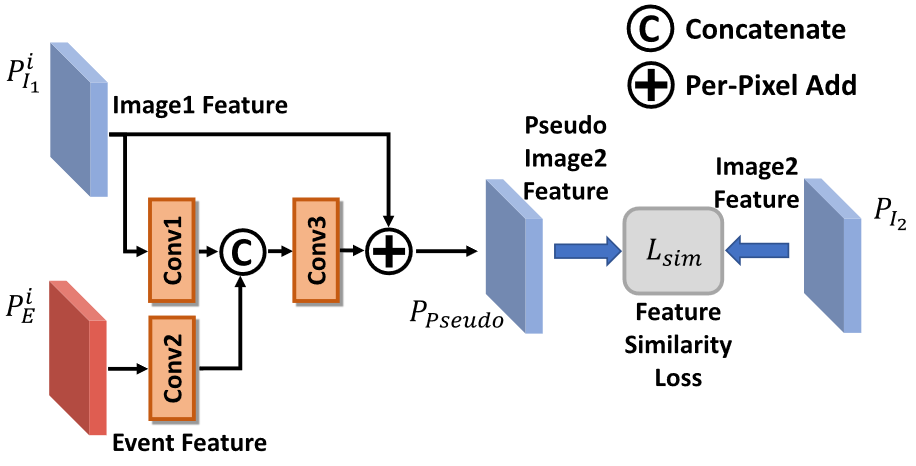 C Concatenate
+ Per-Pixel Add
$P_{I_1}^i$
Image1 Feature
Conv1
C
Conv3
+
$P_E^i$
Conv2
Event Feature
Pseudo
Image2
Feature
$P_{Pseudo}$
$L_{sim}$
Feature
Similarity
Loss
Image2
Feature
$P_{I_2}$